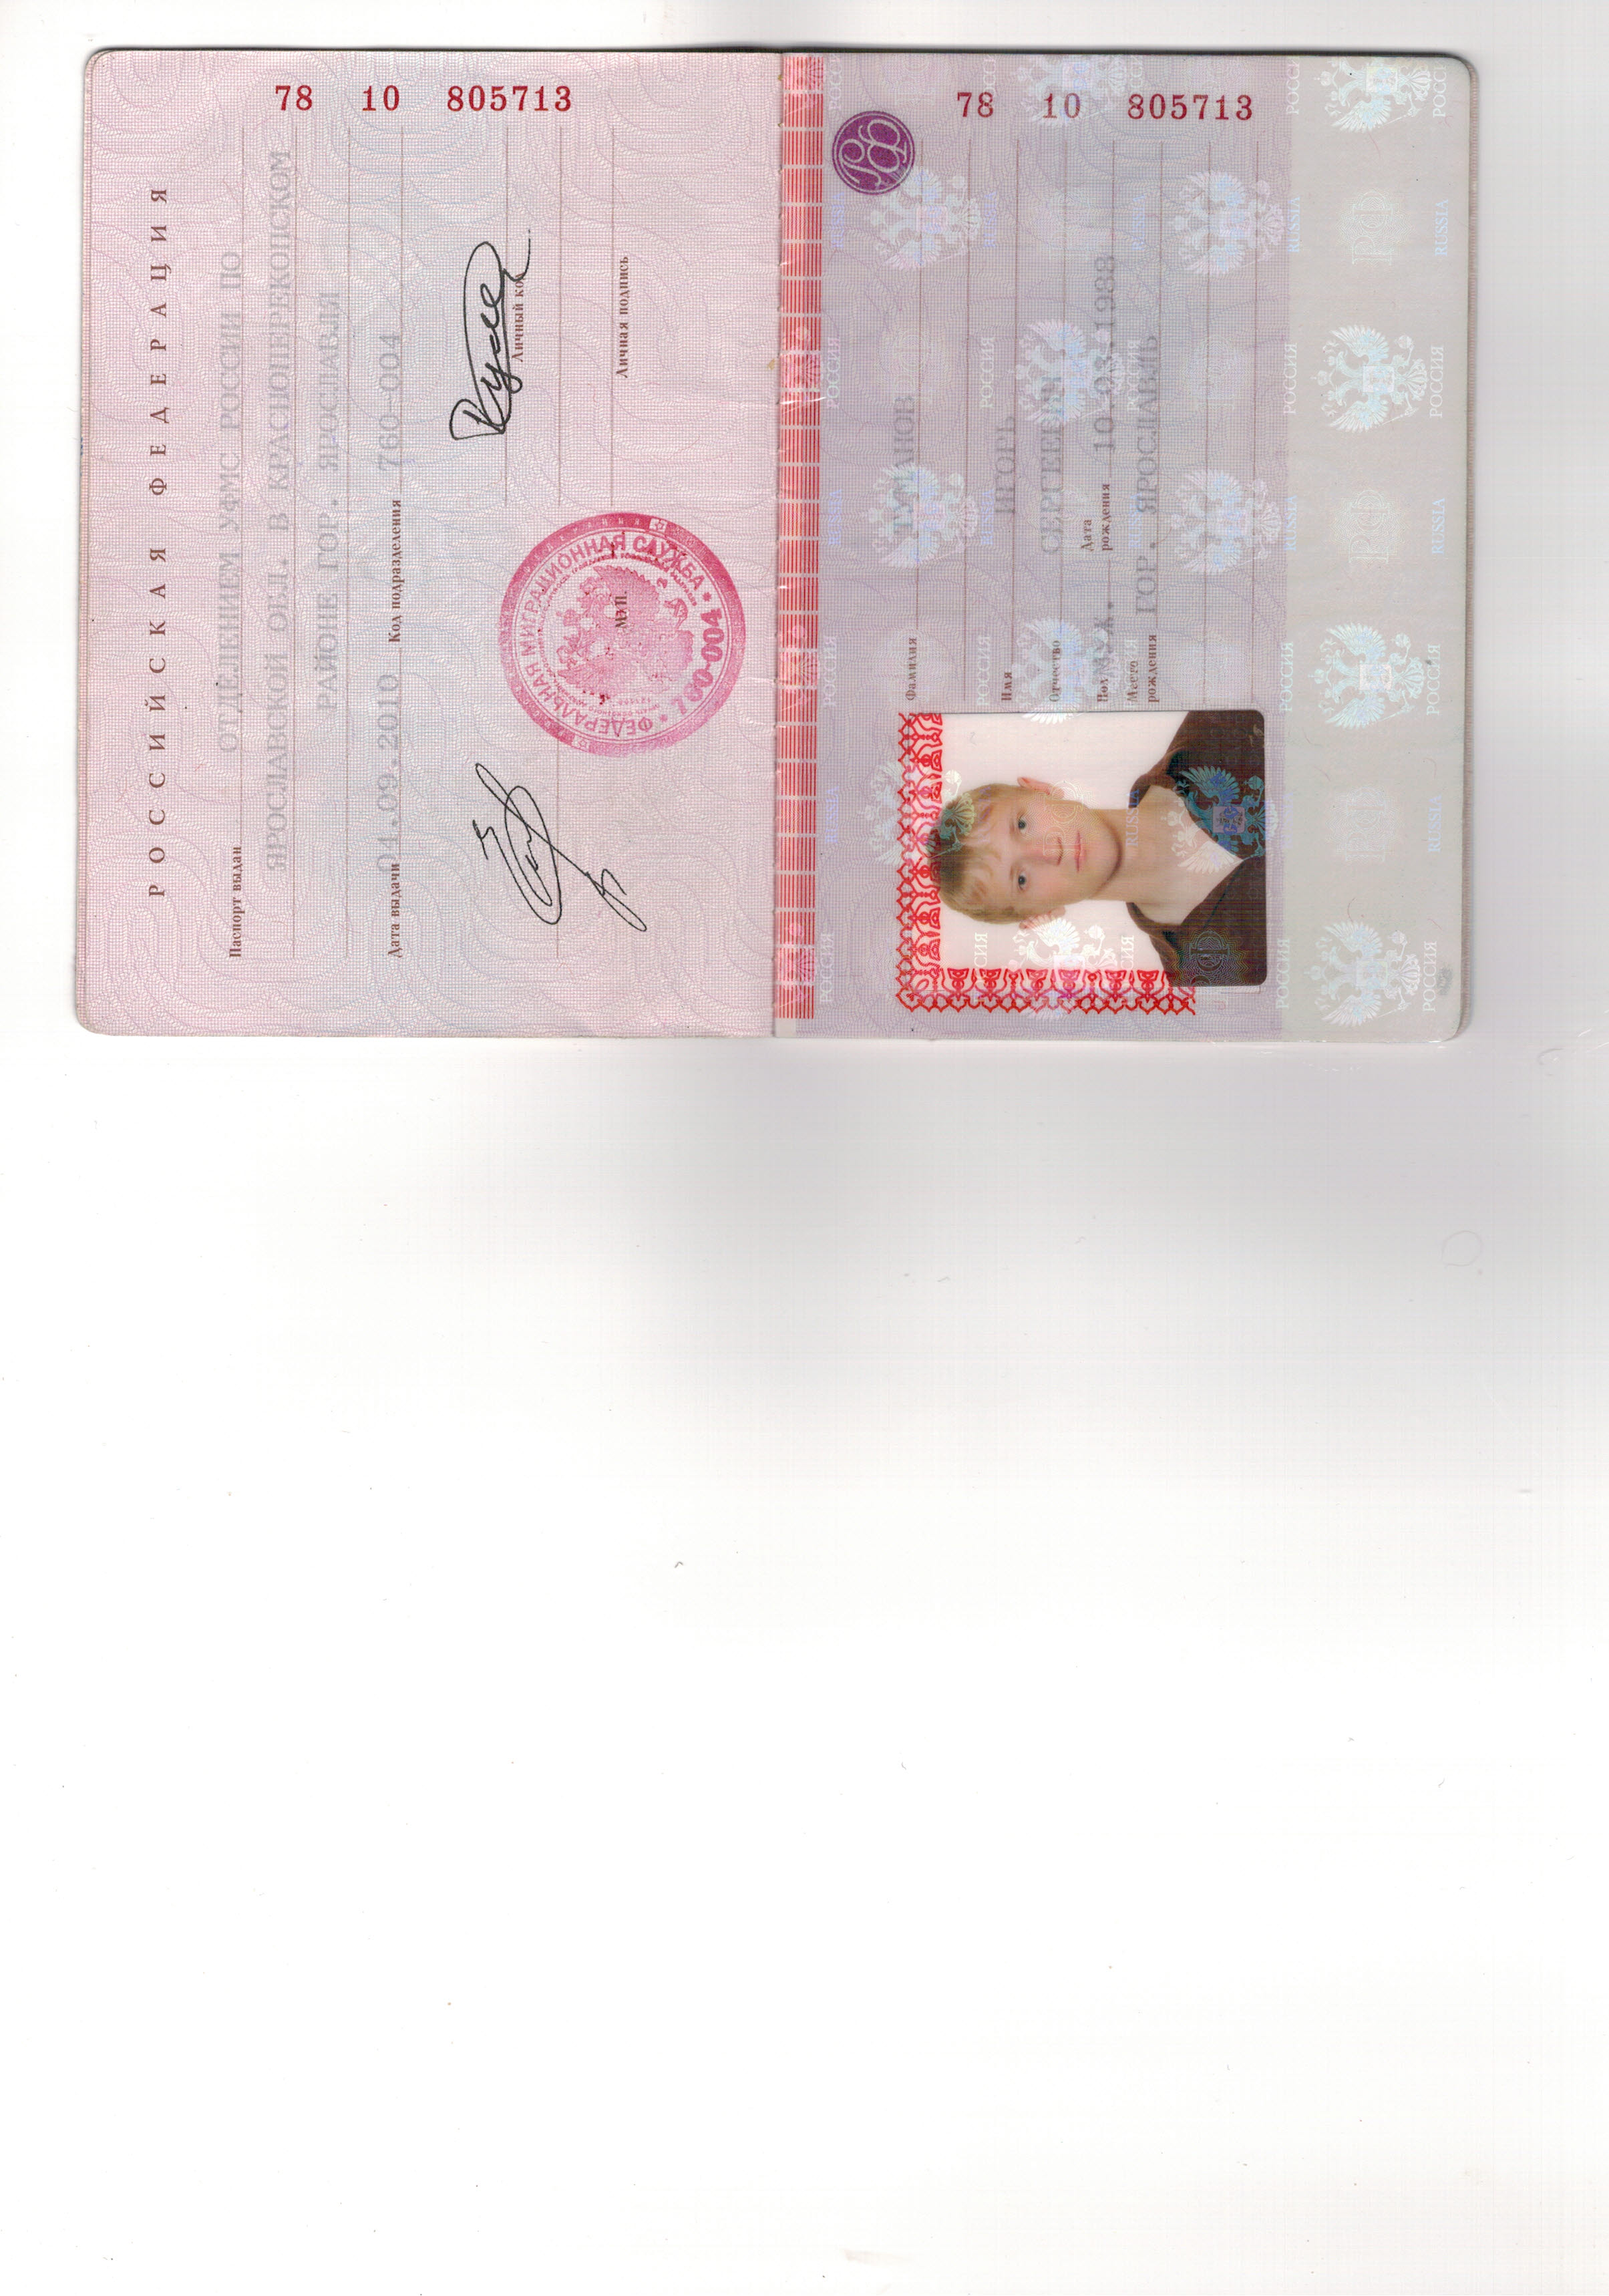 РОССИЙСКАЯ ФЕДЕРАЦИЯ
Паспорт выдан ОТДЕЛЕНИЕМ УФМС РОССИИ ПО
ЯРОСЛАВСКОЙ ОБЛ. В КРАСНОПЕРЕКОПСКОМ
РАЙОНЕ ГОР. ЯРОСЛАВЛЯ
Дата выдачи 04.09.2010 Код подразделения 760-004
Личный код
Личная подпись
М.П.
ФЕДЕРАЛЬНАЯ МИГРАЦИОННАЯ СЛУЖБА
760-004
78 10 805713
78 10 805713
Фамилия ТУМАНОВ
Имя ИГОРЬ
Отчество СЕРГЕЕВИЧ
Пол МУЖ. Дата рождения 10.03.1988
Место рождения ГОР. ЯРОСЛАВЛЬ
РОССИЯ
RUSSIA